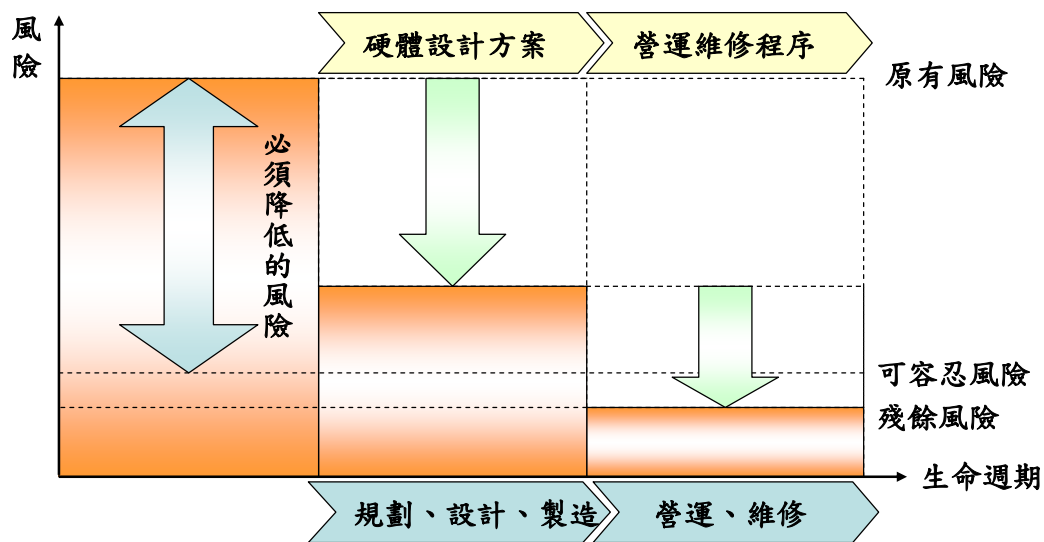 風險
硬體設計方案
營運維修程序
原有風險
必須降低的風險
可容忍風險
殘餘風險
生命週期
規劃、設計、製造
營運、維修